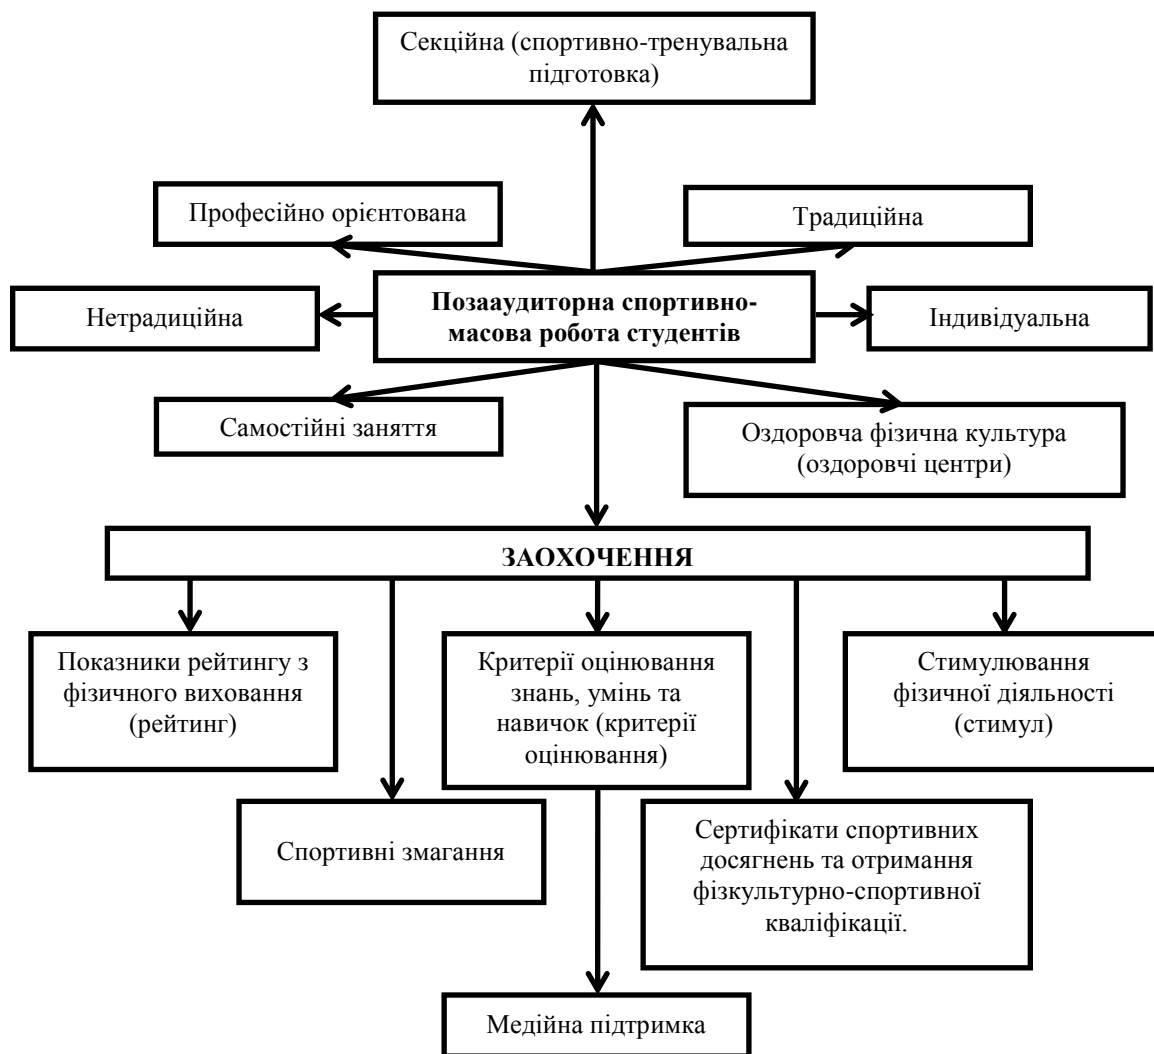 Секційна (спортивно-тренувальна
підготовка)
Професійно орієнтована
Традиційна
Нетрадиційна
Позааудиторна спортивно-
масова робота студентів
Індивідуальна
Самостійні заняття
Оздоровча фізична культура
(оздоровчі центри)
ЗАОХОЧЕННЯ
Показники рейтингу з
фізичного виховання
(рейтинг)
Критерії оцінювання
знань, умінь та
навичок (критерії
оцінювання)
Стимулювання
фізичної діяльності
(стимул)
Спортивні змагання
Сертифікати спортивних
досягнень та отримання
фізкультурно-спортивної
кваліфікації.
Медійна підтримка